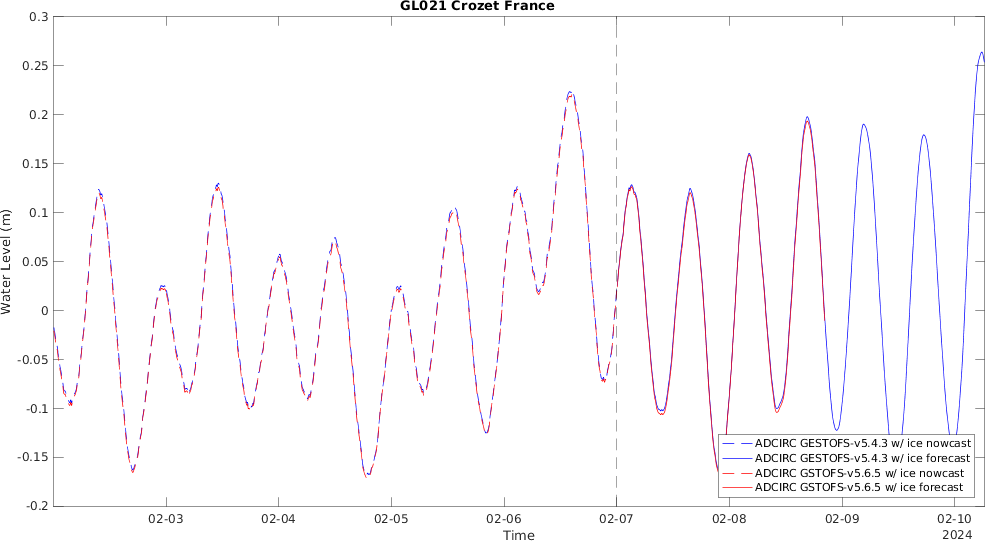 GL021 Crozet France
0.3
0.25
0.2
0.15
0.1
0.05
0
-0.05
-0.1
-0.15
-0.2
Water Level (m)
02-03 02-04 02-05 02-06 02-07 02-08 02-09 02-10
2024
Time
ADCIRC GESTOFS-v5.4.3 w/ ice nowcast
ADCIRC GESTOFS-v5.4.3 w/ ice forecast
ADCIRC GSTOFS-v5.6.5 w/ ice nowcast
ADCIRC GSTOFS-v5.6.5 w/ ice forecast